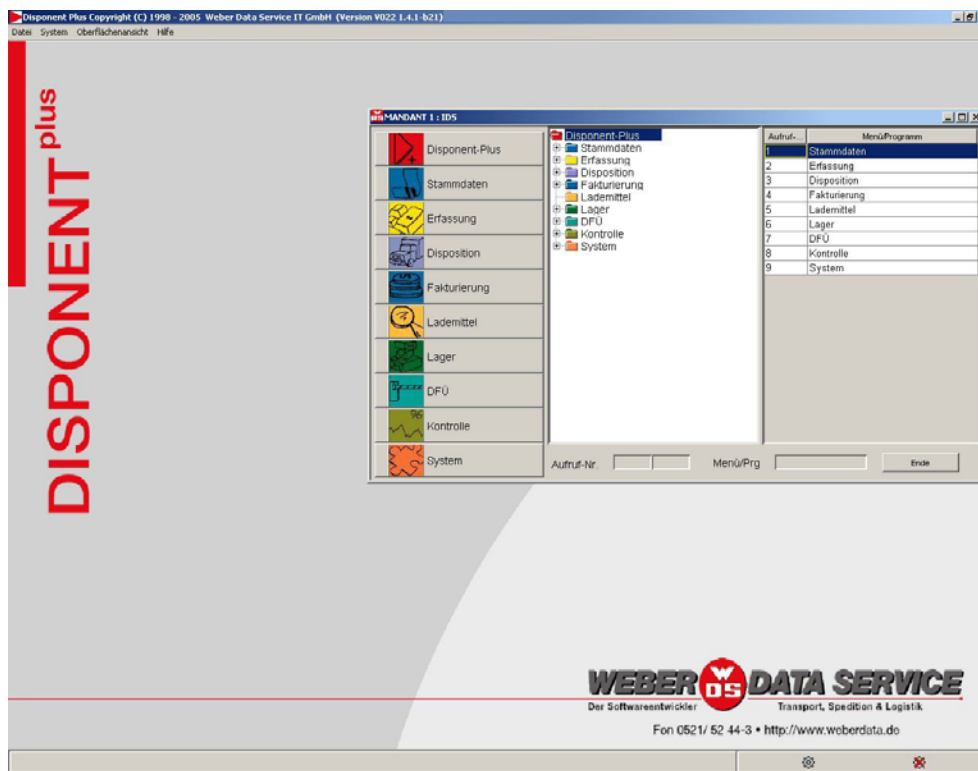 Disponent Plus Copyright (C) 1998 - 2005 Weber Data Service IT GmbH (Version V022 1.4.1-b21)
Datei System Oberflächenansicht Hilfe
DISPONENT plus
MANDANT 1 : IDS
Disponent-Plus
Stammdaten
Erfassung
Disposition
Fakturierung
Lademittel
Lager
DFÜ
96
Kontrolle
System
Disponent-Plus
Stammdaten
Erfassung
Disposition
Fakturierung
Lademittel
Lager
DFÜ
Kontrolle
System
Aufruf-... Menü/Programm
1 Stammdaten
2 Erfassung
3 Disposition
4 Fakturierung
5 Lademittel
6 Lager
7 DFÜ
8 Kontrolle
9 System
Aufruf-Nr. Menü/Prg Ende
WEBER WDS DATA SERVICE
Der Softwareentwickler Transport, Spedition & Logistik
Fon 0521/ 52 44-3 • http://www.weberdata.de